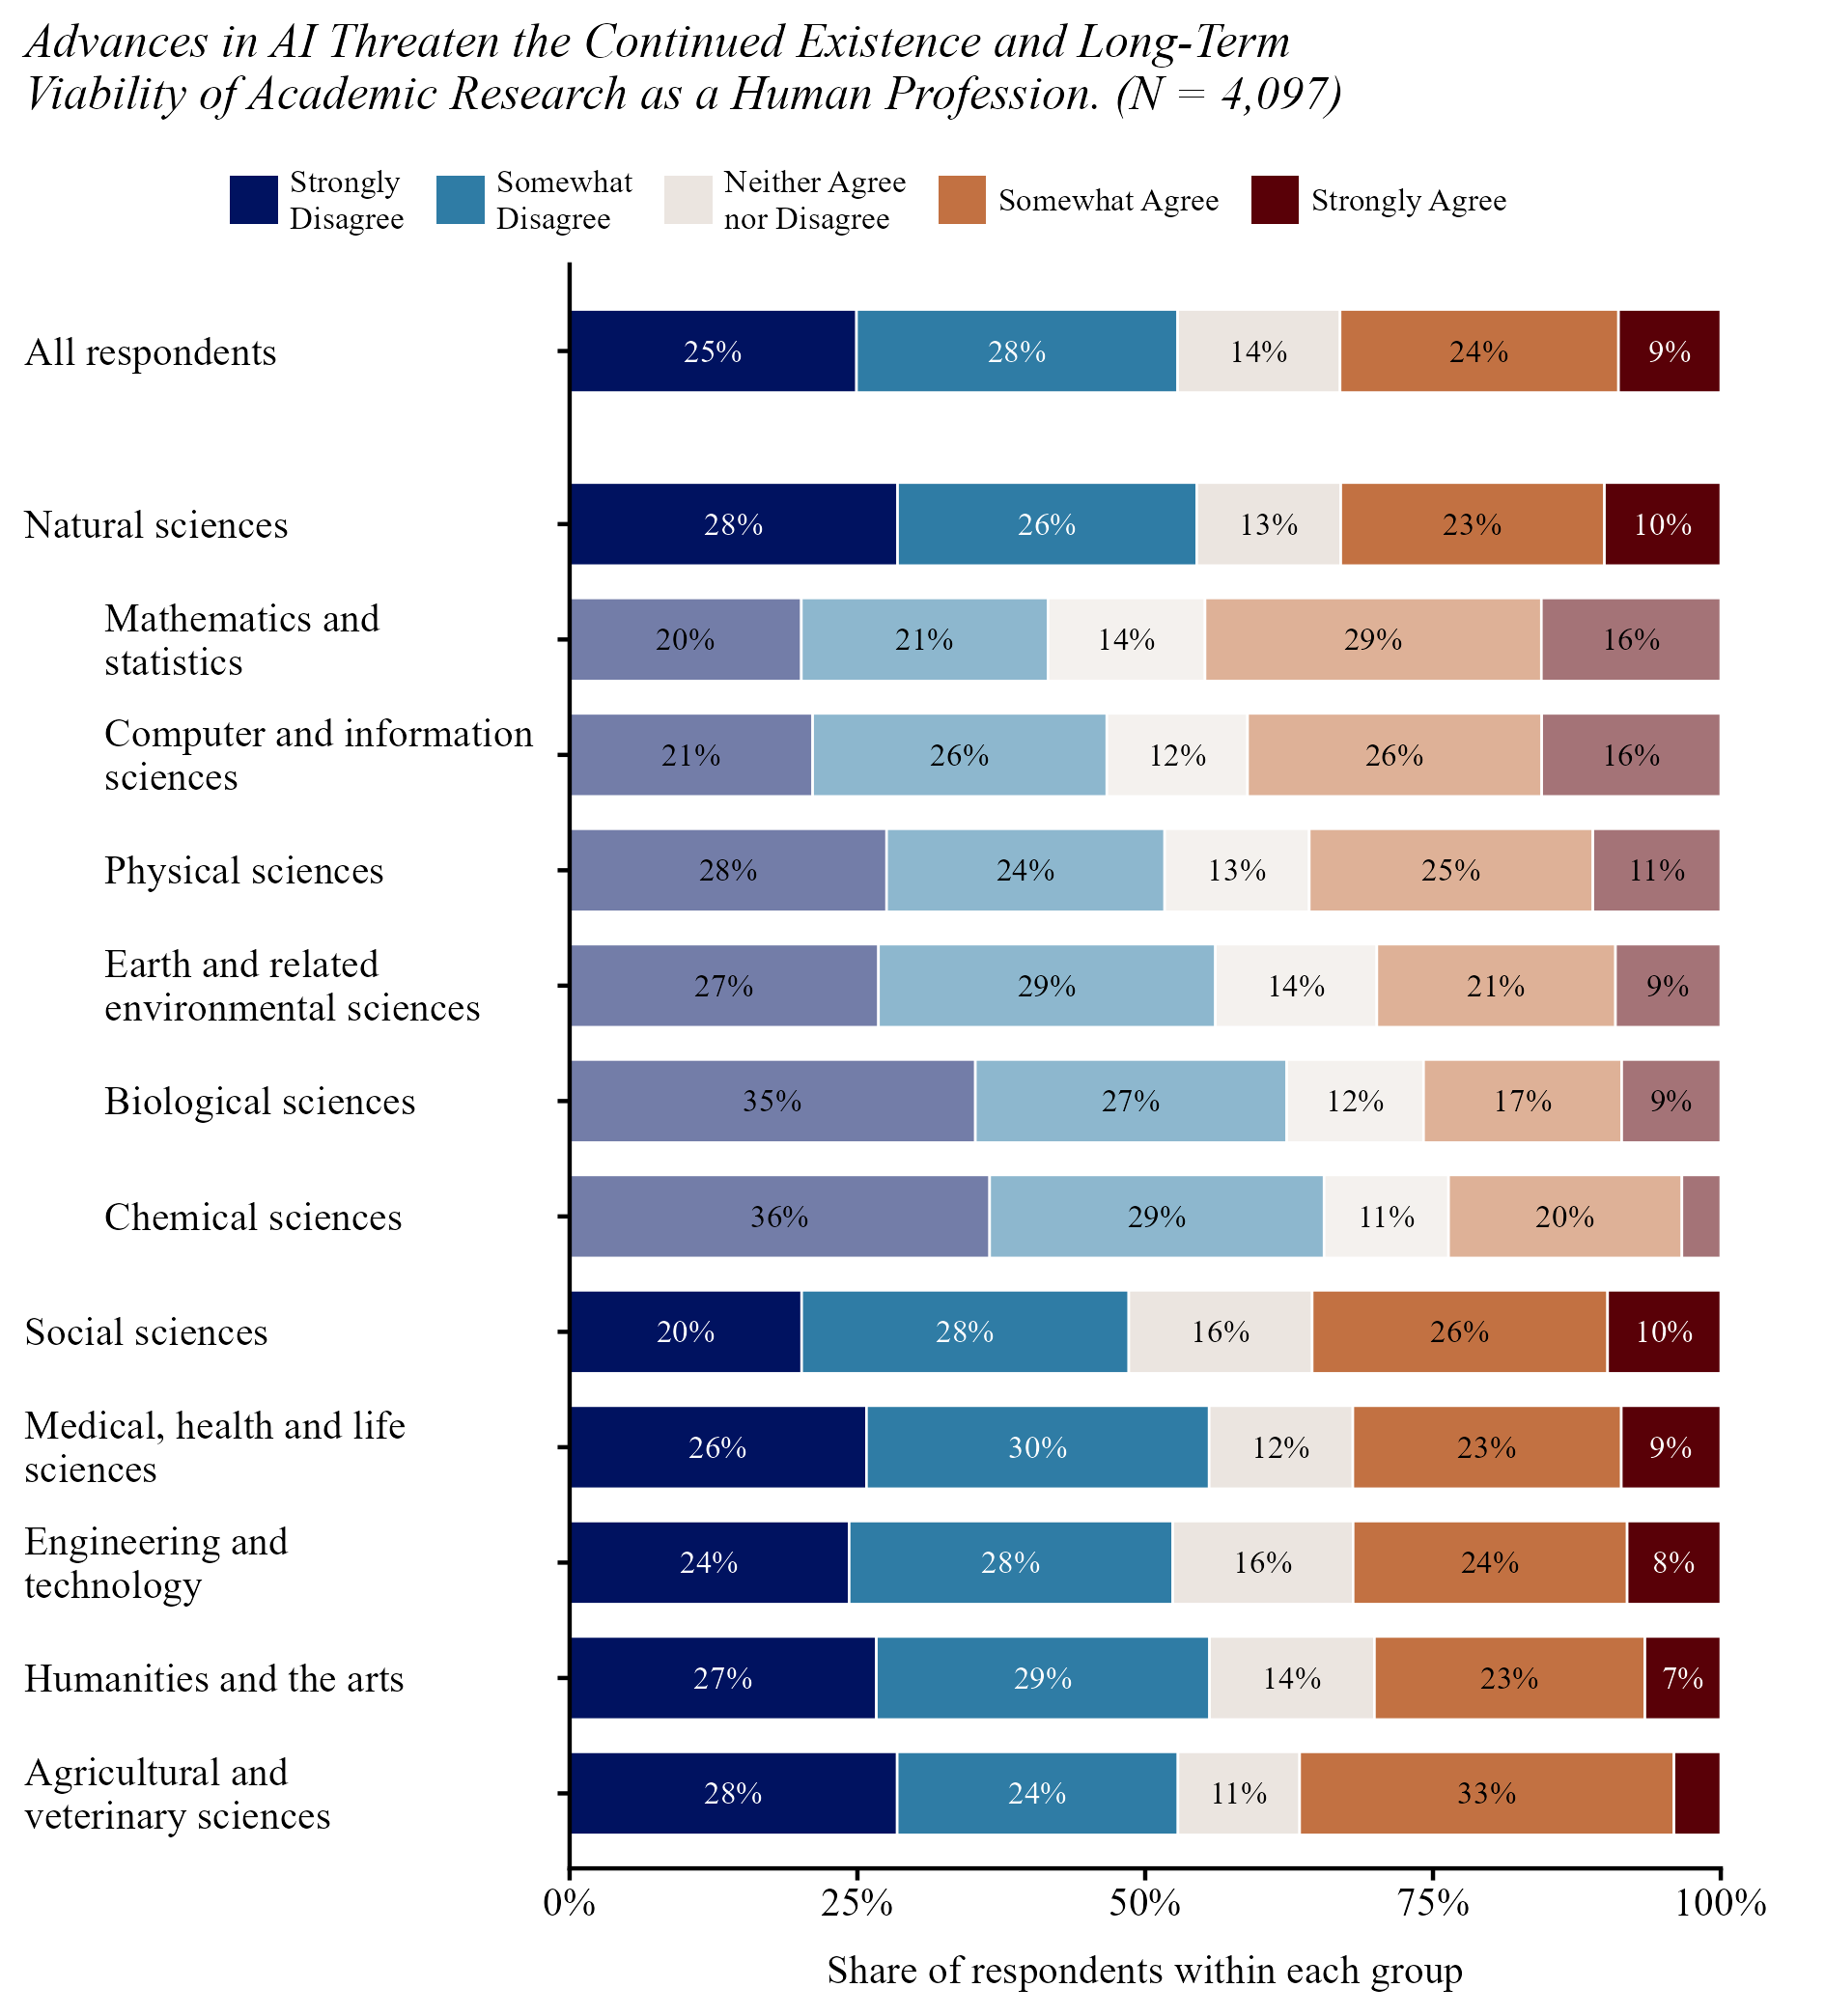 Advances in AI Threaten the Continued Existence and Long-Term
Viability of Academic Research as a Human Profession. (N = 4,097)
Strongly
Disagree
Somewhat
Disagree
Neither Agree
nor Disagree
Somewhat Agree
Strongly Agree
All respondents
25% 28% 14% 24% 9%
Natural sciences
28% 26% 13% 23% 10%
Mathematics and
statistics
20% 21% 14% 29% 16%
Computer and information
sciences
21% 26% 12% 26% 16%
Physical sciences
28% 24% 13% 25% 11%
Earth and related
environmental sciences
27% 29% 14% 21% 9%
Biological sciences
35% 27% 12% 17% 9%
Chemical sciences
36% 29% 11% 20%
Social sciences
20% 28% 16% 26% 10%
Medical, health and life
sciences
26% 30% 12% 23% 9%
Engineering and
technology
24% 28% 16% 24% 8%
Humanities and the arts
27% 29% 14% 23% 7%
Agricultural and
veterinary sciences
28% 24% 11% 33%
0% 25% 50% 75% 100%
Share of respondents within each group